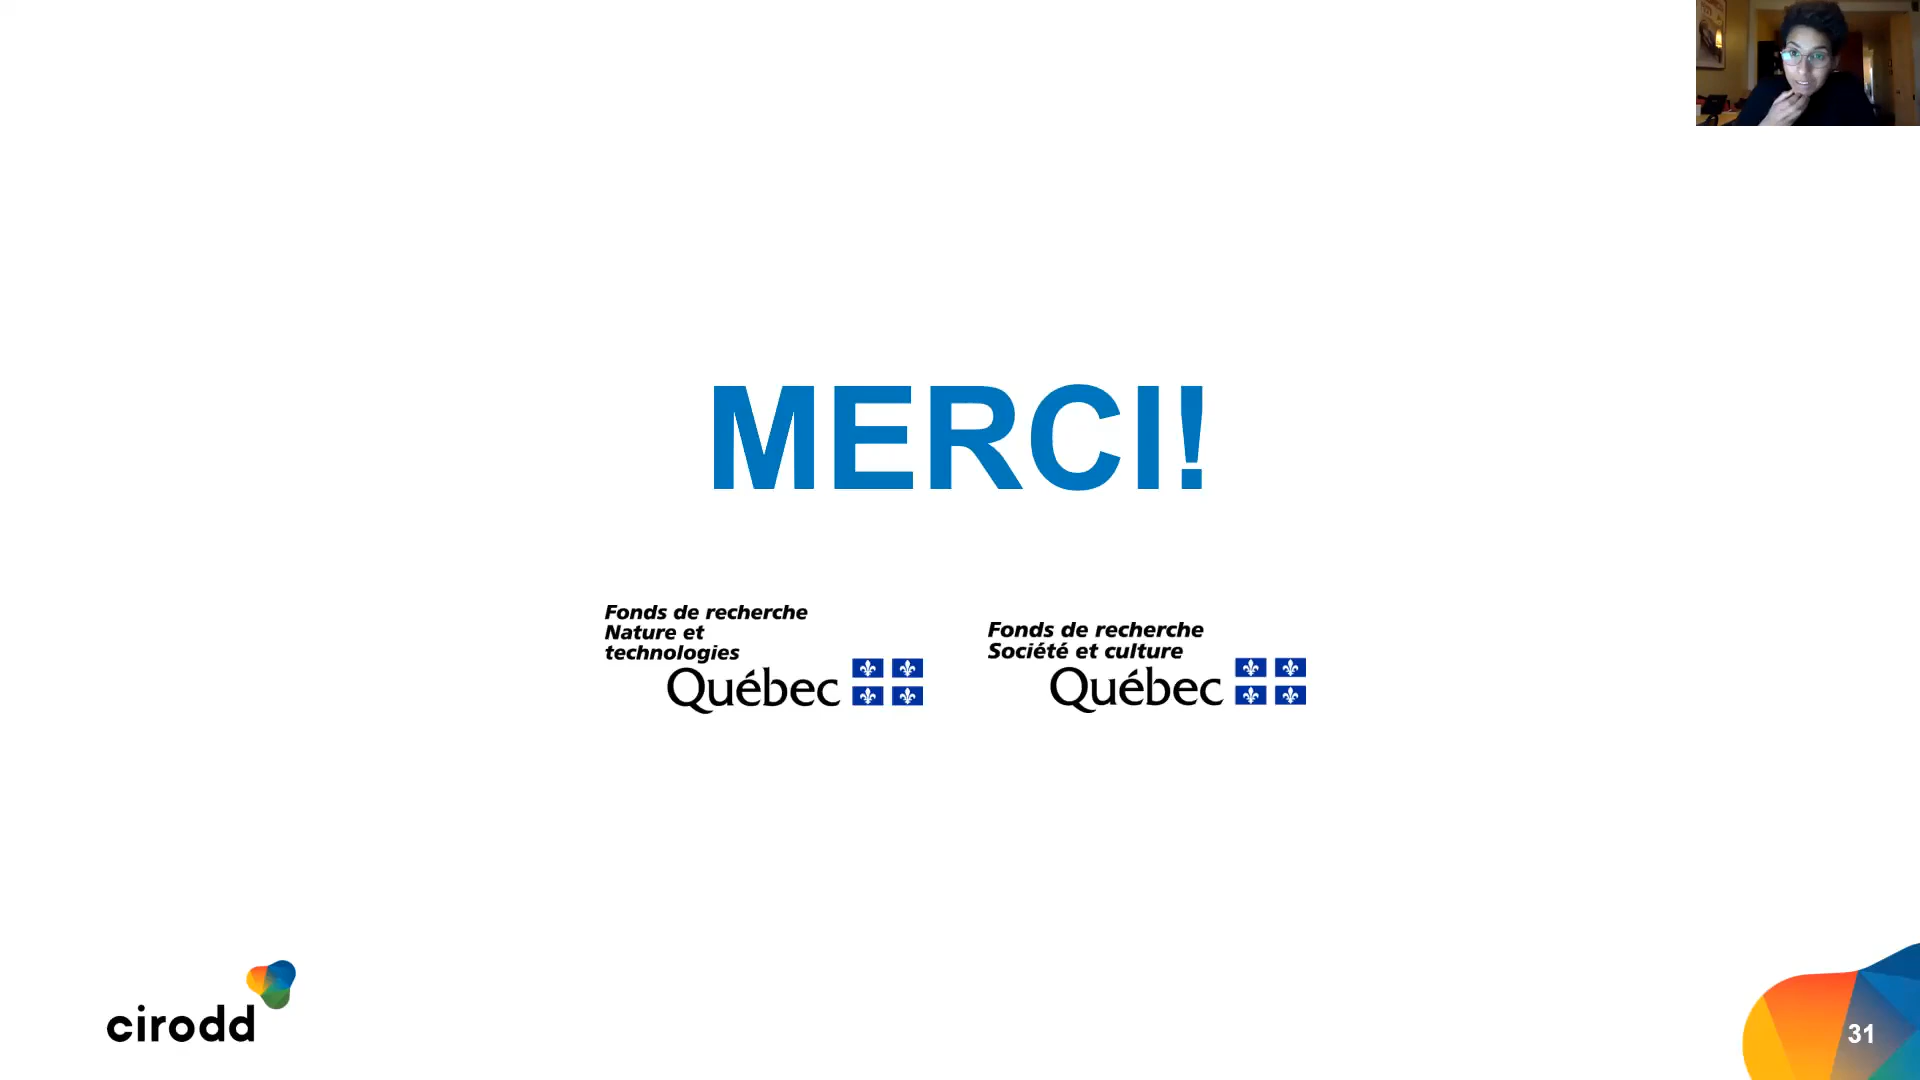 MERCI!
Fonds de recherche
Nature et
technologies
Québec
Fonds de recherche
Société et culture
Québec
cirodd
31